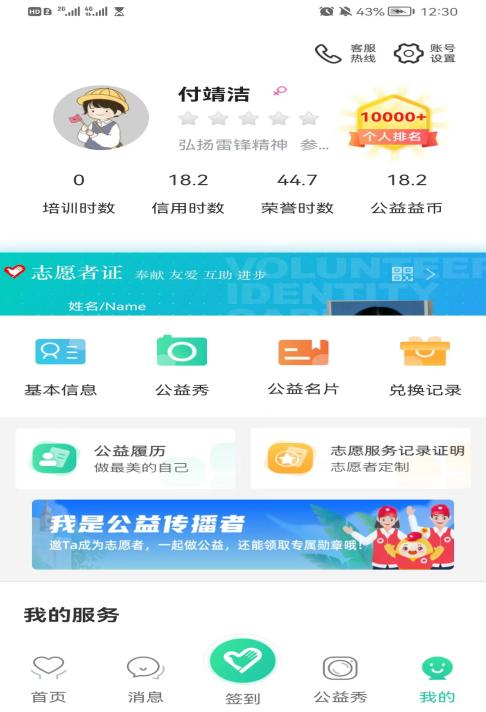 HD 2 2G 4G 43% 12:30
客服
热线
账号
设置
付靖洁
10000+
个人排名
弘扬雷锋精神 参...
0 18.2 44.7 18.2
培训时数 信用时数 荣誉时数 公益益币
志愿者证 奉献 友爱 互助 进步
VOLUNTEER
IDENTITY
姓名/Name
基本信息 公益秀 公益名片 兑换记录
公益履历
做最美的自己
志愿服务记录证明
志愿者定制
我是公益传播者
邀Ta成为志愿者，一起做公益，还能领取专属勋章哦！
我的服务
首页 消息 签到 公益秀 我的